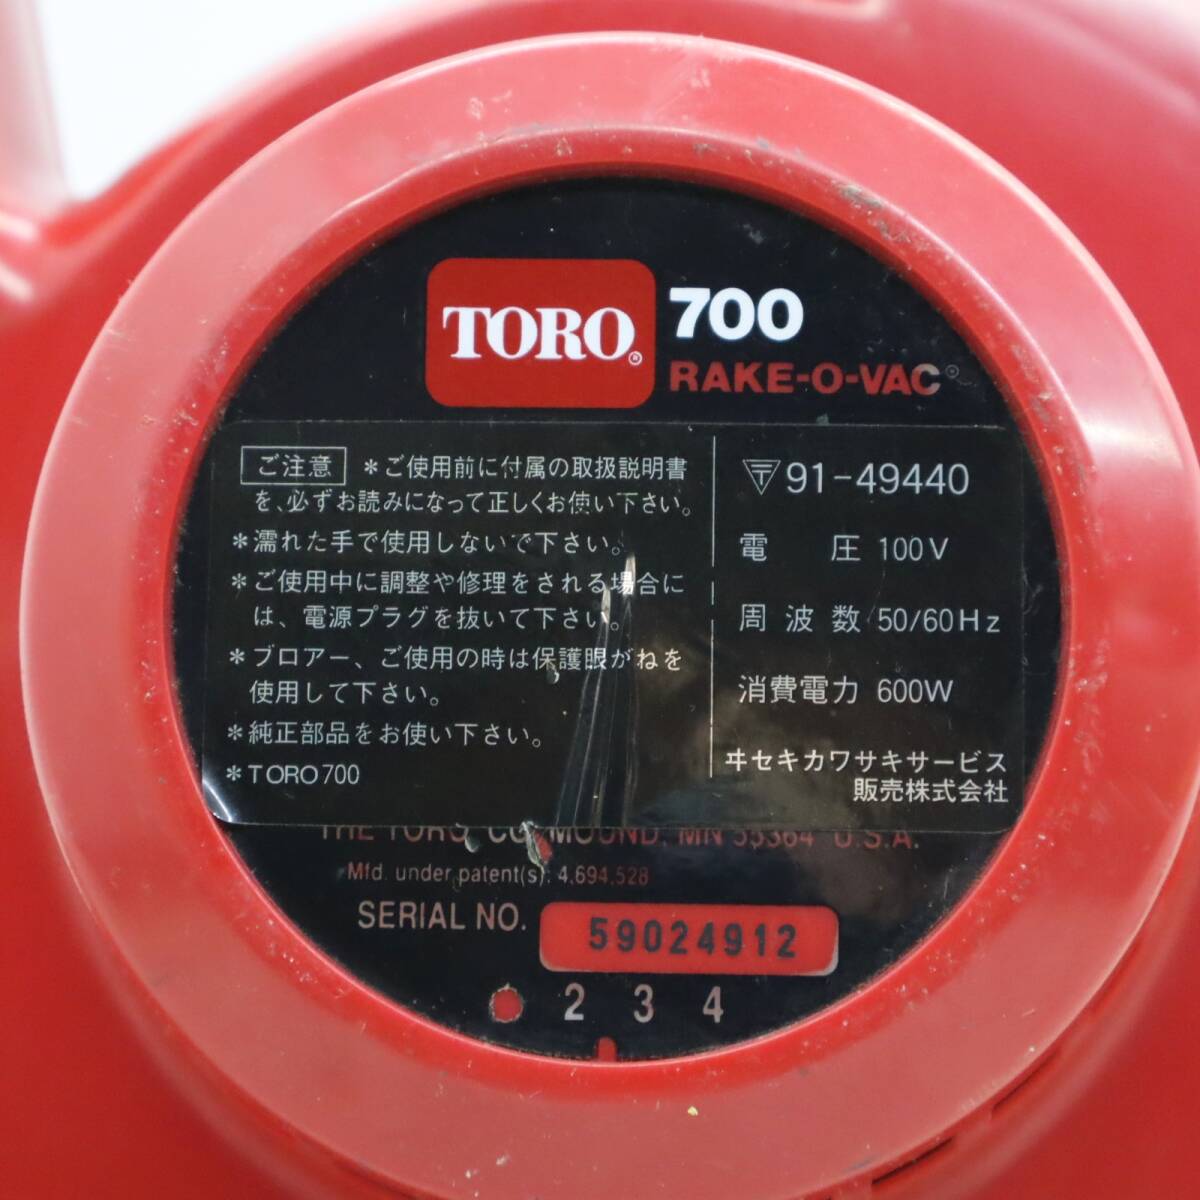 TORO®
700
RAKE-O-VAC®
ご注意 *ご使用前に付属の取扱説明書
を、必ずお読みになって正しくお使い下さい。
*濡れた手で使用しないで下さい。
*ご使用中に調整や修理をされる場合に
は、電源プラグを抜いて下さい。
*ブロアー、ご使用の時は保護眼がねを
使用して下さい。
*純正部品をお使い下さい。
*TORO700
91-49440
電 圧 100V
周波数 50/60Hz
消費電力 600W
ヰセキカワサキサービス
販売株式会社
THE TORO CO. MOUND, MN 55364 U.S.A.
Mfd. under patent(s): 4,694,528
SERIAL NO. 59024912
2 3 4